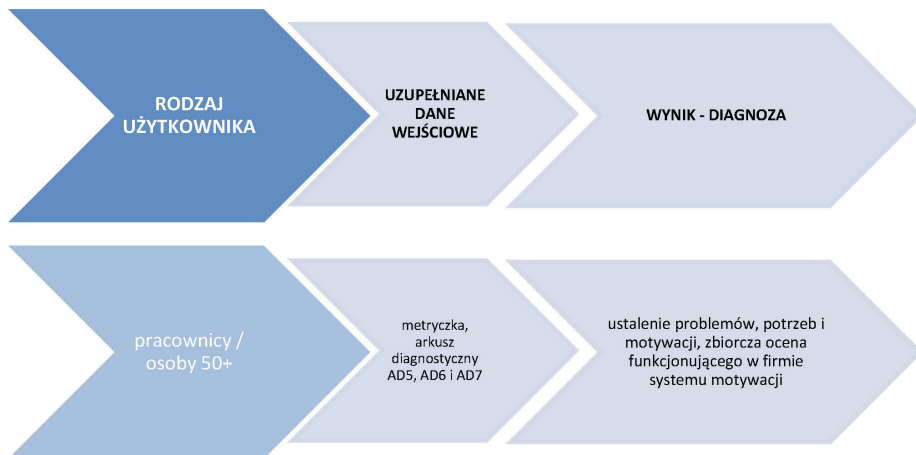 RODZAJ
UŻYTKOWNIKA
UZUPEŁNIANE
DANE
WEJŚCIOWE
WYNIK - DIAGNOZA
pracownicy /
osoby 50+
metryczka,
arkusz
diagnostyczny
AD5, AD6 i AD7
ustalenie problemów, potrzeb i
motywacji, zbiorcza ocena
funkcjonującego w firmie
systemu motywacji